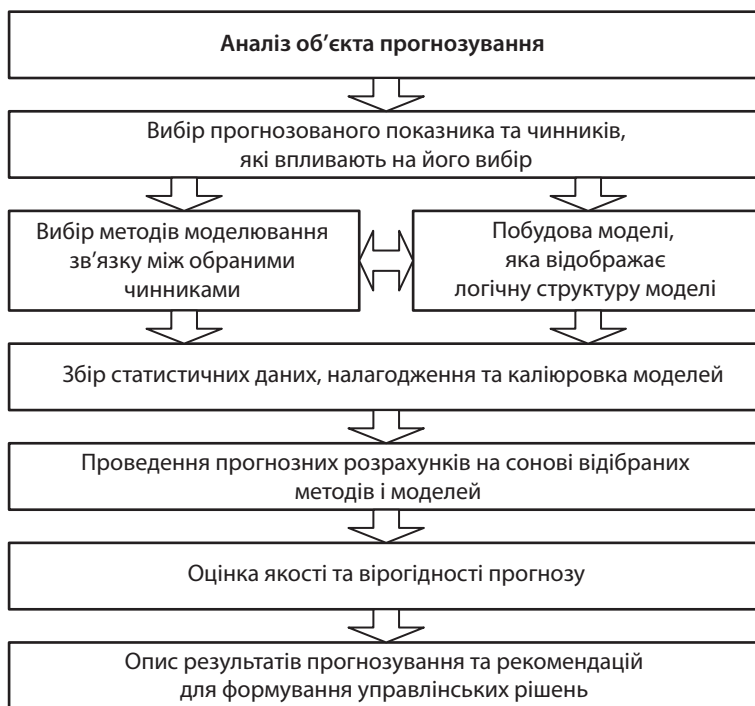 Аналіз об’єкта прогнозування
Вибір прогнозованого показника та чинників,
які впливають на його вибір
Вибір методів моделювання
зв’язку між обраними
чинниками
Побудова моделі,
яка відображає
логічну структуру моделі
Збір статистичних даних, налагодження та каліюровка моделей
Проведення прогнозних розрахунків на сонові відібраних
методів і моделей
Оцінка якості та вірогідності прогнозу
Опис результатів прогнозування та рекомендацій
для формування управлінських рішень